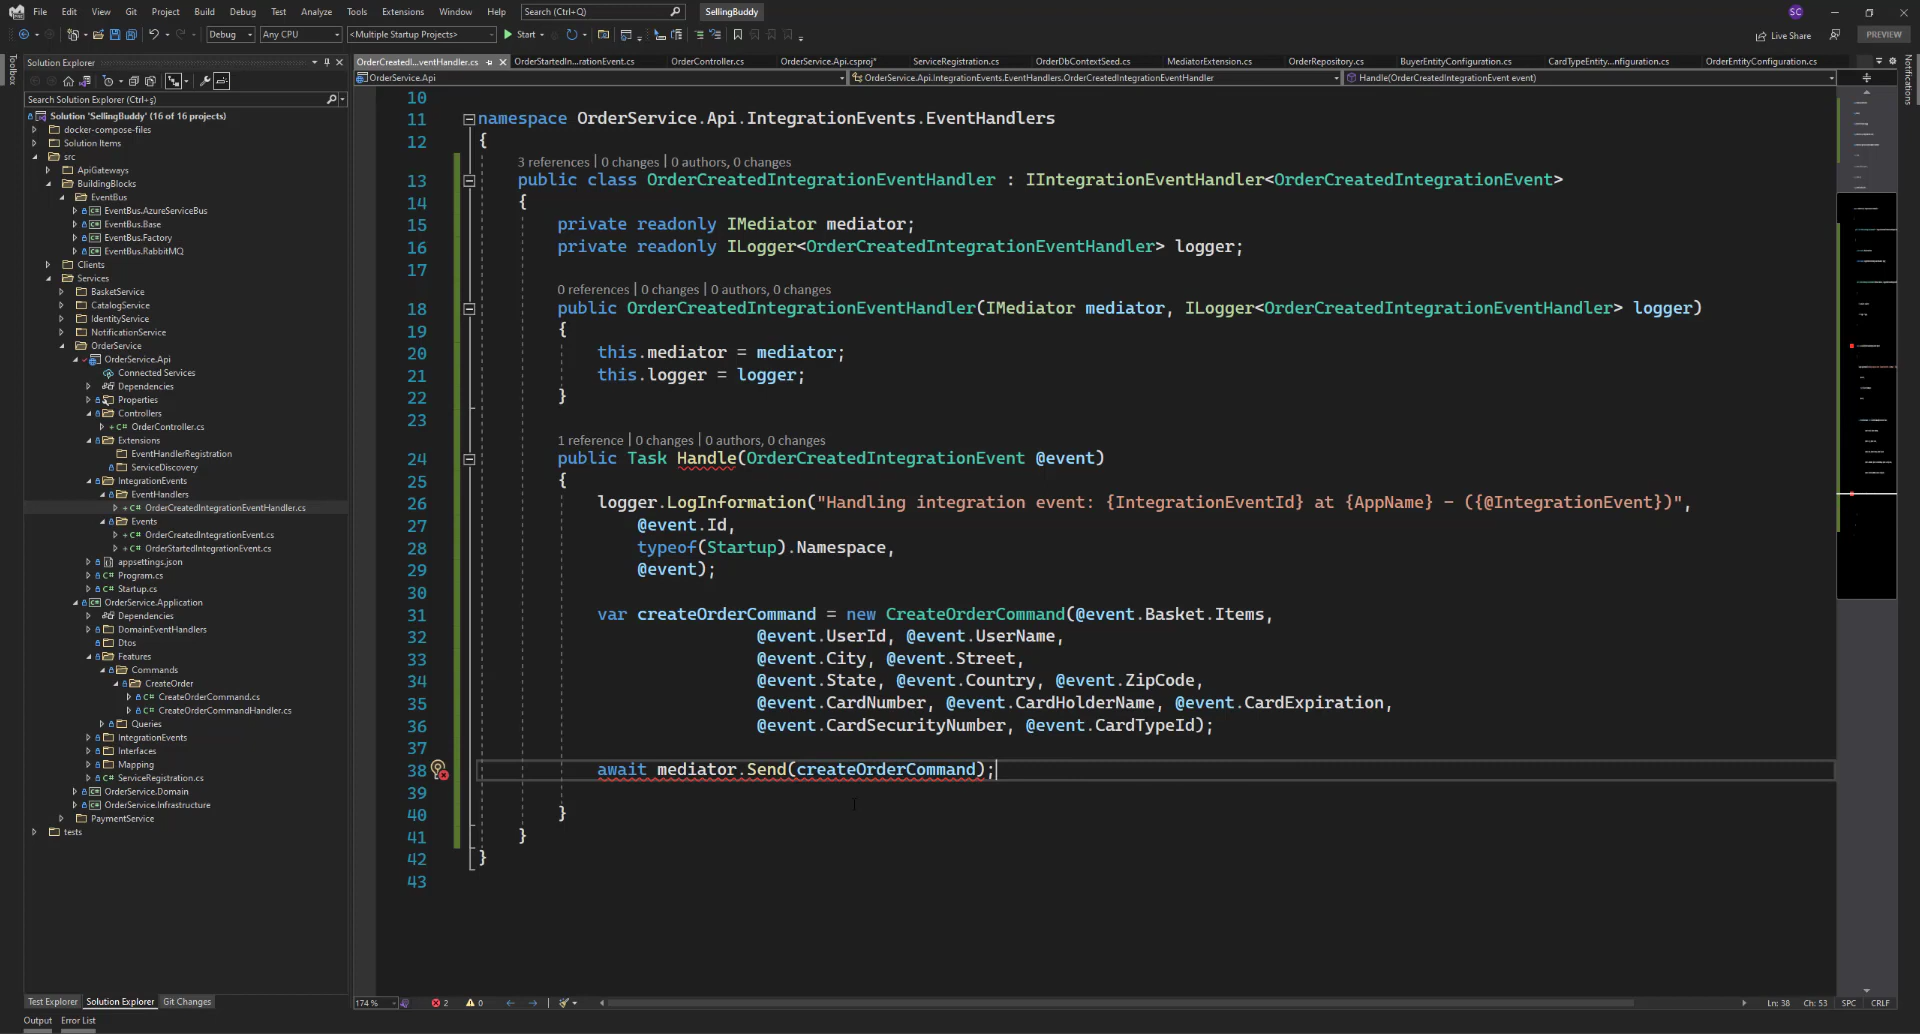 File Edit View Git Project Build Debug Test Analyze Tools Extensions Window Help Search (Ctrl+Q) SellingBuddy SC
Debug Any CPU <Multiple Startup Projects> Start Live Share PREVIEW
Toolbox
Notifications
Solution Explorer
Search Solution Explorer (Ctrl+ş)
Solution 'SellingBuddy' (16 of 16 projects)
docker-compose-files
Solution Items
src
ApiGateways
BuildingBlocks
EventBus
EventBus.AzureServiceBus
EventBus.Base
EventBus.Factory
EventBus.RabbitMQ
Clients
Services
BasketService
CatalogService
IdentityService
NotificationService
OrderService
OrderService.Api
Connected Services
Dependencies
Properties
Controllers
OrderController.cs
Extensions
EventHandlerRegistration
ServiceDiscovery
IntegrationEvents
EventHandlers
OrderCreatedIntegrationEventHandler.cs
Events
OrderCreatedIntegrationEvent.cs
OrderStartedIntegrationEvent.cs
appsettings.json
Program.cs
Startup.cs
OrderService.Application
Dependencies
DomainEventHandlers
Dtos
Features
Commands
CreateOrder
CreateOrderCommand.cs
CreateOrderCommandHandler.cs
Queries
IntegrationEvents
Interfaces
Mapping
ServiceRegistration.cs
OrderService.Domain
OrderService.Infrastructure
PaymentService
tests
Test Explorer Solution Explorer Git Changes
OrderCreatedI...ventHandler.cs OrderStartedIn...rationEvent.cs OrderController.cs OrderService.Api.csproj* ServiceRegistration.cs OrderDbContextSeed.cs MediatorExtension.cs OrderRepository.cs BuyerEntityConfiguration.cs CardTypeEntity...nfiguration.cs OrderEntityConfiguration.cs
OrderService.Api OrderService.Api.IntegrationEvents.EventHandlers.OrderCreatedIntegrationEventHandler Handle(OrderCreatedIntegrationEvent event)
10
11 namespace OrderService.Api.IntegrationEvents.EventHandlers
12 {
3 references | 0 changes | 0 authors, 0 changes
13 public class OrderCreatedIntegrationEventHandler : IIntegrationEventHandler<OrderCreatedIntegrationEvent>
14 {
15 private readonly IMediator mediator;
16 private readonly ILogger<OrderCreatedIntegrationEventHandler> logger;
17
0 references | 0 changes | 0 authors, 0 changes
18 public OrderCreatedIntegrationEventHandler(IMediator mediator, ILogger<OrderCreatedIntegrationEventHandler> logger)
19 {
20 this.mediator = mediator;
21 this.logger = logger;
22 }
23
1 reference | 0 changes | 0 authors, 0 changes
24 public Task Handle(OrderCreatedIntegrationEvent @event)
25 {
26 logger.LogInformation("Handling integration event: {IntegrationEventId} at {AppName} - ({@IntegrationEvent})",
27 @event.Id,
28 typeof(Startup).Namespace,
29 @event);
30
31 var createOrderCommand = new CreateOrderCommand(@event.Basket.Items,
32 @event.UserId, @event.UserName,
33 @event.City, @event.Street,
34 @event.State, @event.Country, @event.ZipCode,
35 @event.CardNumber, @event.CardHolderName, @event.CardExpiration,
36 @event.CardSecurityNumber, @event.CardTypeId);
37
38 await mediator.Send(createOrderCommand);
39
40 }
41 }
42 }
43
174 % 2 0 Ln: 38 Ch: 53 SPC CRLF
Output Error List